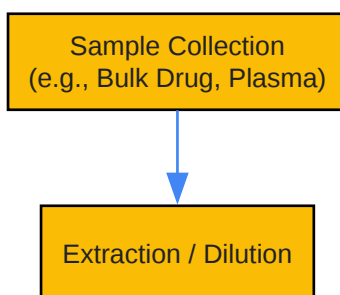 Sample Collection
(e.g., Bulk Drug, Plasma)
Extraction / Dilution